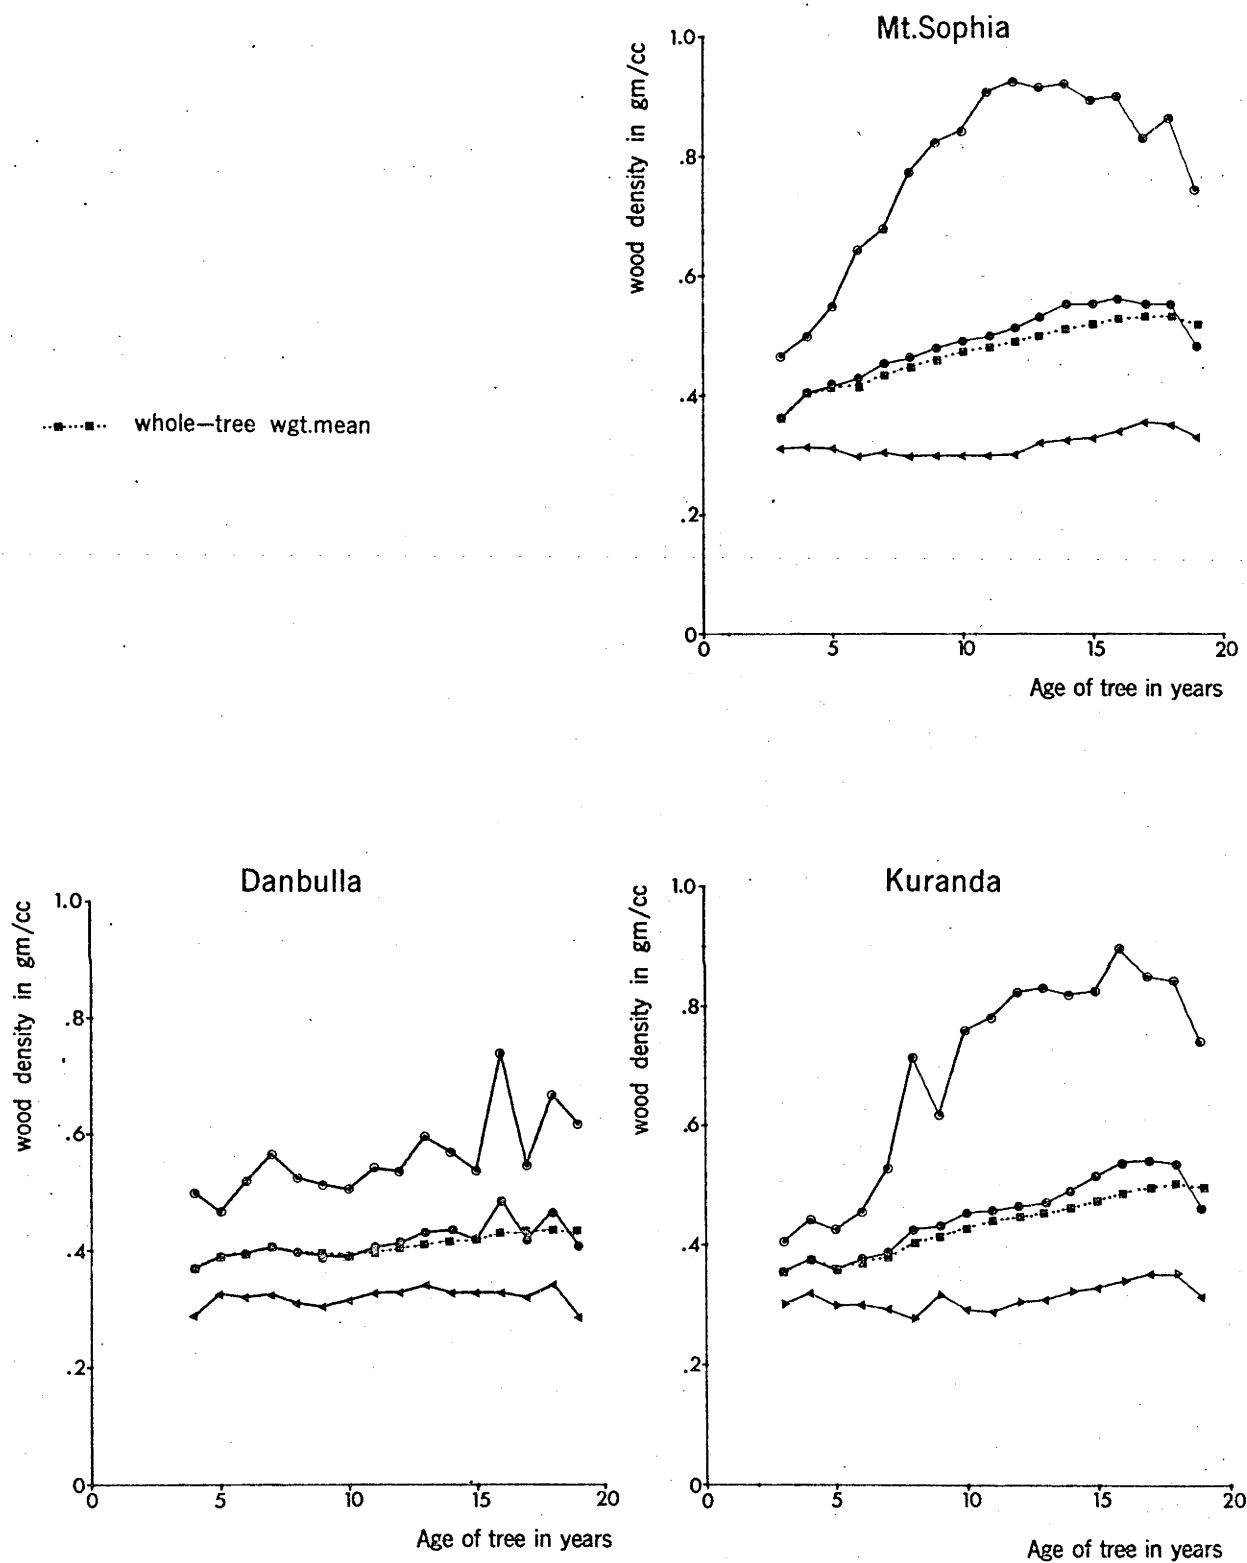 Mt.Sophia
wood density in gm/cc
1.0
.8
.6
.4
.2
0
0 5 10 15 20
Age of tree in years
whole-tree wgt.mean
Danbulla
wood density in gm/cc
1.0
.8
.6
.4
.2
0
0 5 10 15 20
Age of tree in years
Kuranda
wood density in gm/cc
1.0
.8
.6
.4
.2
0
0 5 10 15 20
Age of tree in years